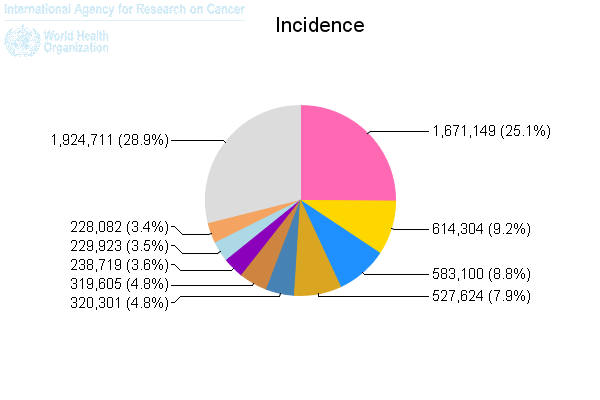 International Agency for Research on Cancer
World Health
Organization
Incidence
1,924,711 (28.9%)
1,671,149 (25.1%)
228,082 (3.4%)
614,304 (9.2%)
229,923 (3.5%)
238,719 (3.6%)
583,100 (8.8%)
319,605 (4.8%)
527,624 (7.9%)
320,301 (4.8%)